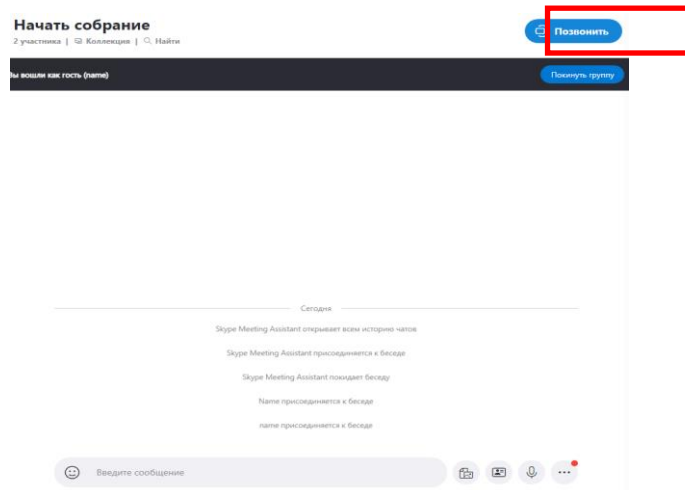 Начать собрание
Позвонить
2 участника | Коллекция | Найти
Вы вошли как гость (name)
Покинуть группу
Сегодня
Skype Meeting Assistant открывает всем историю чатов
Skype Meeting Assistant присоединяется к беседе
Skype Meeting Assistant покидает беседу
Name присоединяется к беседе
name присоединяется к беседе
Введите сообщение